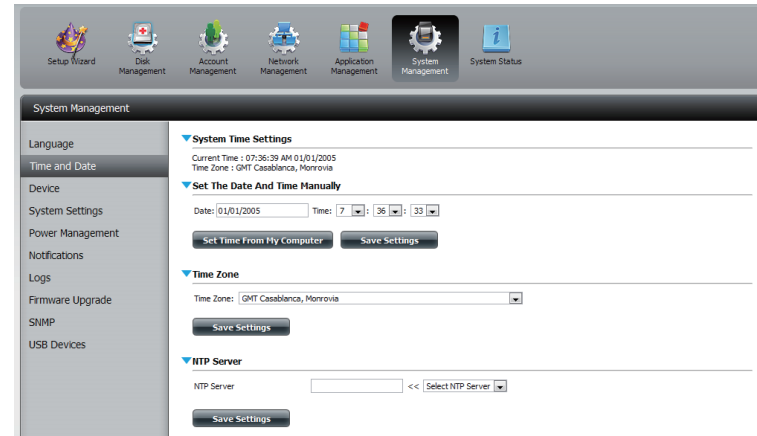 Setup Wizard
Disk Management
Account Management
Network Management
Application Management
System Management
System Status
System Management
Language
Time and Date
Device
System Settings
Power Management
Notifications
Logs
Firmware Upgrade
SNMP
USB Devices
System Time Settings
Current Time : 07:36:39 AM 01/01/2005
Time Zone : GMT Casablanca, Monrovia
Set The Date And Time Manually
Date: 01/01/2005 Time: 7 : 36 : 33
Set Time From My Computer Save Settings
Time Zone
Time Zone: GMT Casablanca, Monrovia
Save Settings
NTP Server
NTP Server << Select NTP Server
Save Settings